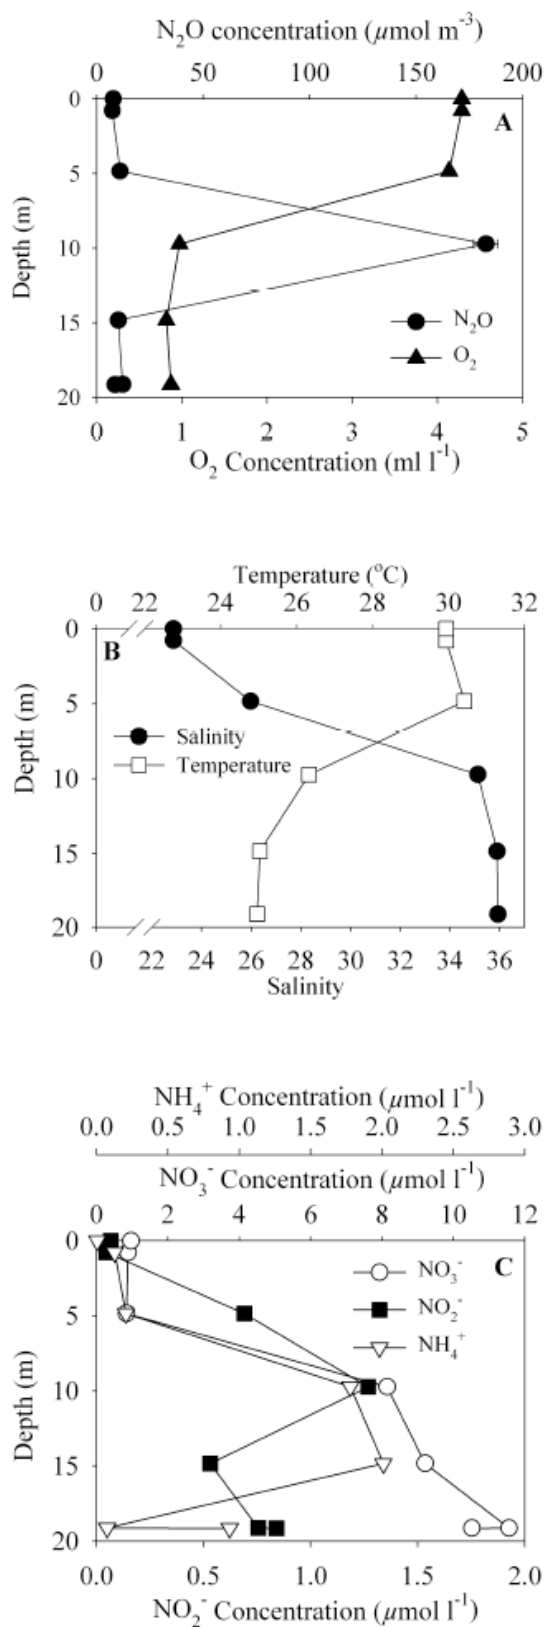 N₂O concentration (µmol m⁻³)
0 50 100 150 200
0
A
5
Depth (m)
10
15
N₂O
O₂
20
0 1 2 3 4 5
O₂ Concentration (ml l⁻¹)
Temperature (°C)
0 22 24 26 28 30 32
0
B
5
Depth (m)
Salinity
Temperature
10
15
20
0 22 24 26 28 30 32 34 36
Salinity
NH₄⁺ Concentration (µmol l⁻¹)
0.0 0.5 1.0 1.5 2.0 2.5 3.0
NO₃⁻ Concentration (µmol l⁻¹)
0 2 4 6 8 10 12
0
NO₃⁻
C
NO₂⁻
5
NH₄⁺
Depth (m)
10
15
20
0.0 0.5 1.0 1.5 2.0
NO₂⁻ Concentration (µmol l⁻¹)